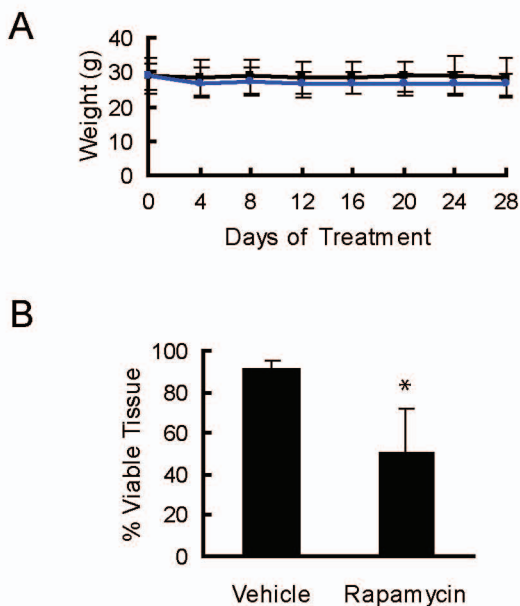 A
Weight (g)
40
30
20
10
0
0 4 8 12 16 20 24 28
Days of Treatment
B
% Viable Tissue
100
80
60
40
20
0
*
Vehicle Rapamycin